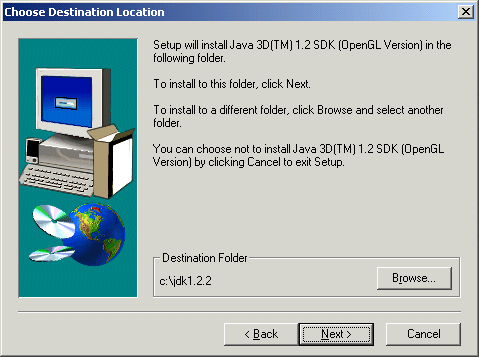 Choose Destination Location
Setup will install Java 3D(TM) 1.2 SDK (OpenGL Version) in the
following folder.
To install to this folder, click Next.
To install to a different folder, click Browse and select another
folder.
You can choose not to install Java 3D(TM) 1.2 SDK (OpenGL
Version) by clicking Cancel to exit Setup.
Destination Folder
c:\jdk1.2.2
Browse...
< Back
Next >
Cancel